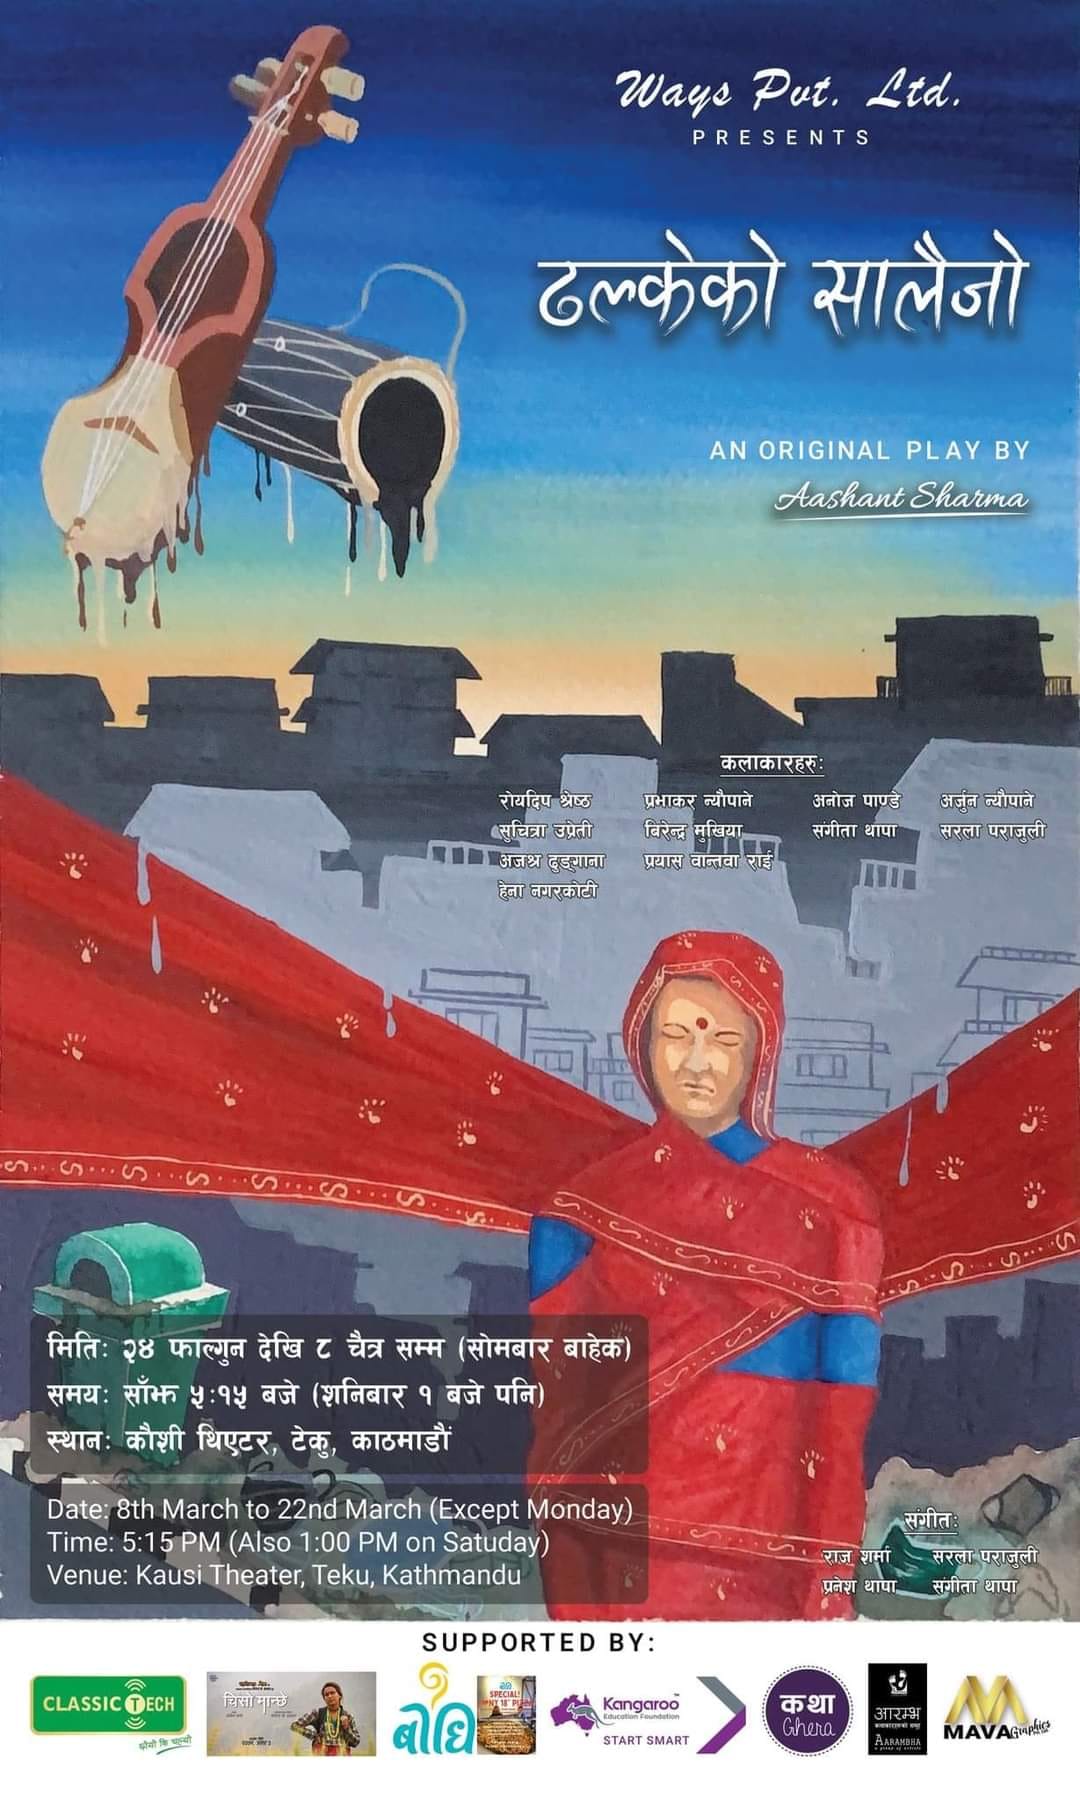 Ways Pvt. Ltd.
PRESENTS
ढल्केको सालैजो
AN ORIGINAL PLAY BY
Aashant Sharma
कलाकारहरु:
रोयदिप श्रेष्ठ प्रभाकर न्यौपाने अनोज पाण्डे अर्जुन न्यौपाने
सुचित्रा उप्रेती बिरेन्द्र मुखिया संगीता थापा सरला पराजुली
अजश्र ढुङ्गाना प्रयास वान्तवा राई
हेना नगरकोटी
मितिः २४ फाल्गुन देखि ८ चैत्र सम्म (सोमबार बाहेक)
समयः साँझ ५:१५ बजे (शनिबार १ बजे पनि)
स्थानः कौशी थिएटर, टेकु, काठमाडौं
Date: 8th March to 22nd March (Except Monday)
Time: 5:15 PM (Also 1:00 PM on Satuday)
Venue: Kausi Theater, Teku, Kathmandu
संगीत:
राज शर्मा सरला पराजुली
प्रनेश थापा संगीता थापा
SUPPORTED BY:
CLASSIC TECH
छिटो कि चल्यो
चिसो मान्छे
बोधि
SPECIAL!
Kangaroo
Education Foundation
START SMART
कथा
Ghera
आरम्भ
AARAMBHA
MAVA Graphics